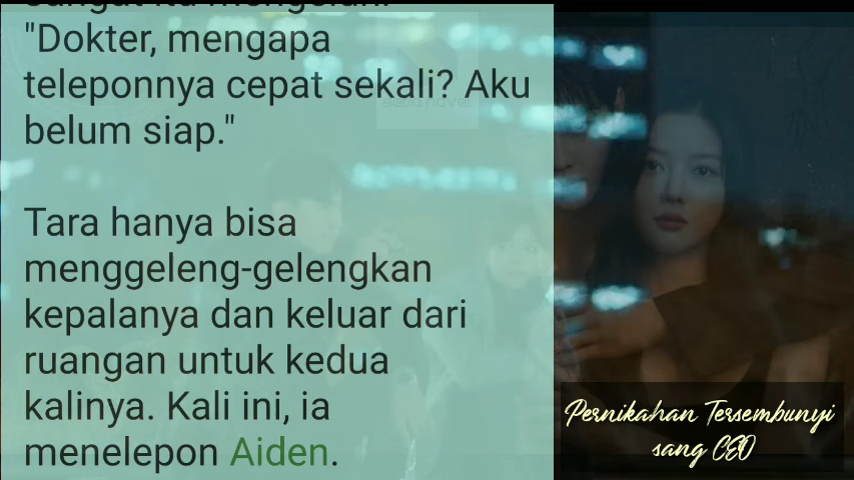 "Dokter, mengapa
teleponnya cepat sekali? Aku
belum siap."
Tara hanya bisa
menggeleng-gelengkan
kepalanya dan keluar dari
ruangan untuk kedua
kalinya. Kali ini, ia
menelepon Aiden.
Pernikahan Tersembunyi
sang CEO